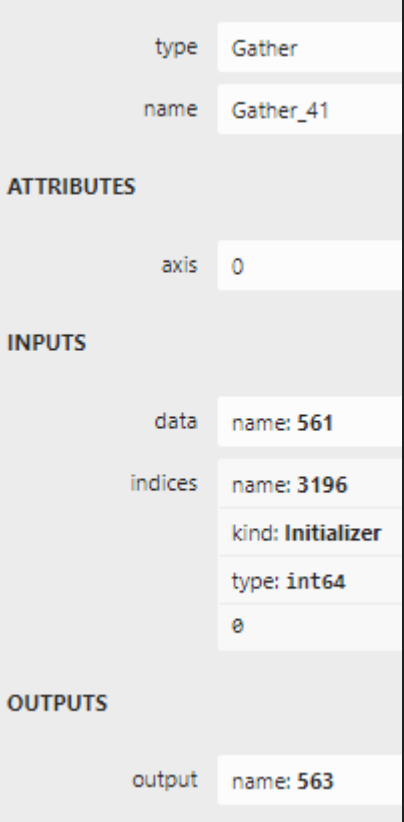 type Gather
name Gather_41
ATTRIBUTES
axis 0
INPUTS
data name: 561
indices name: 3196
kind: Initializer
type: int64
0
OUTPUTS
output name: 563